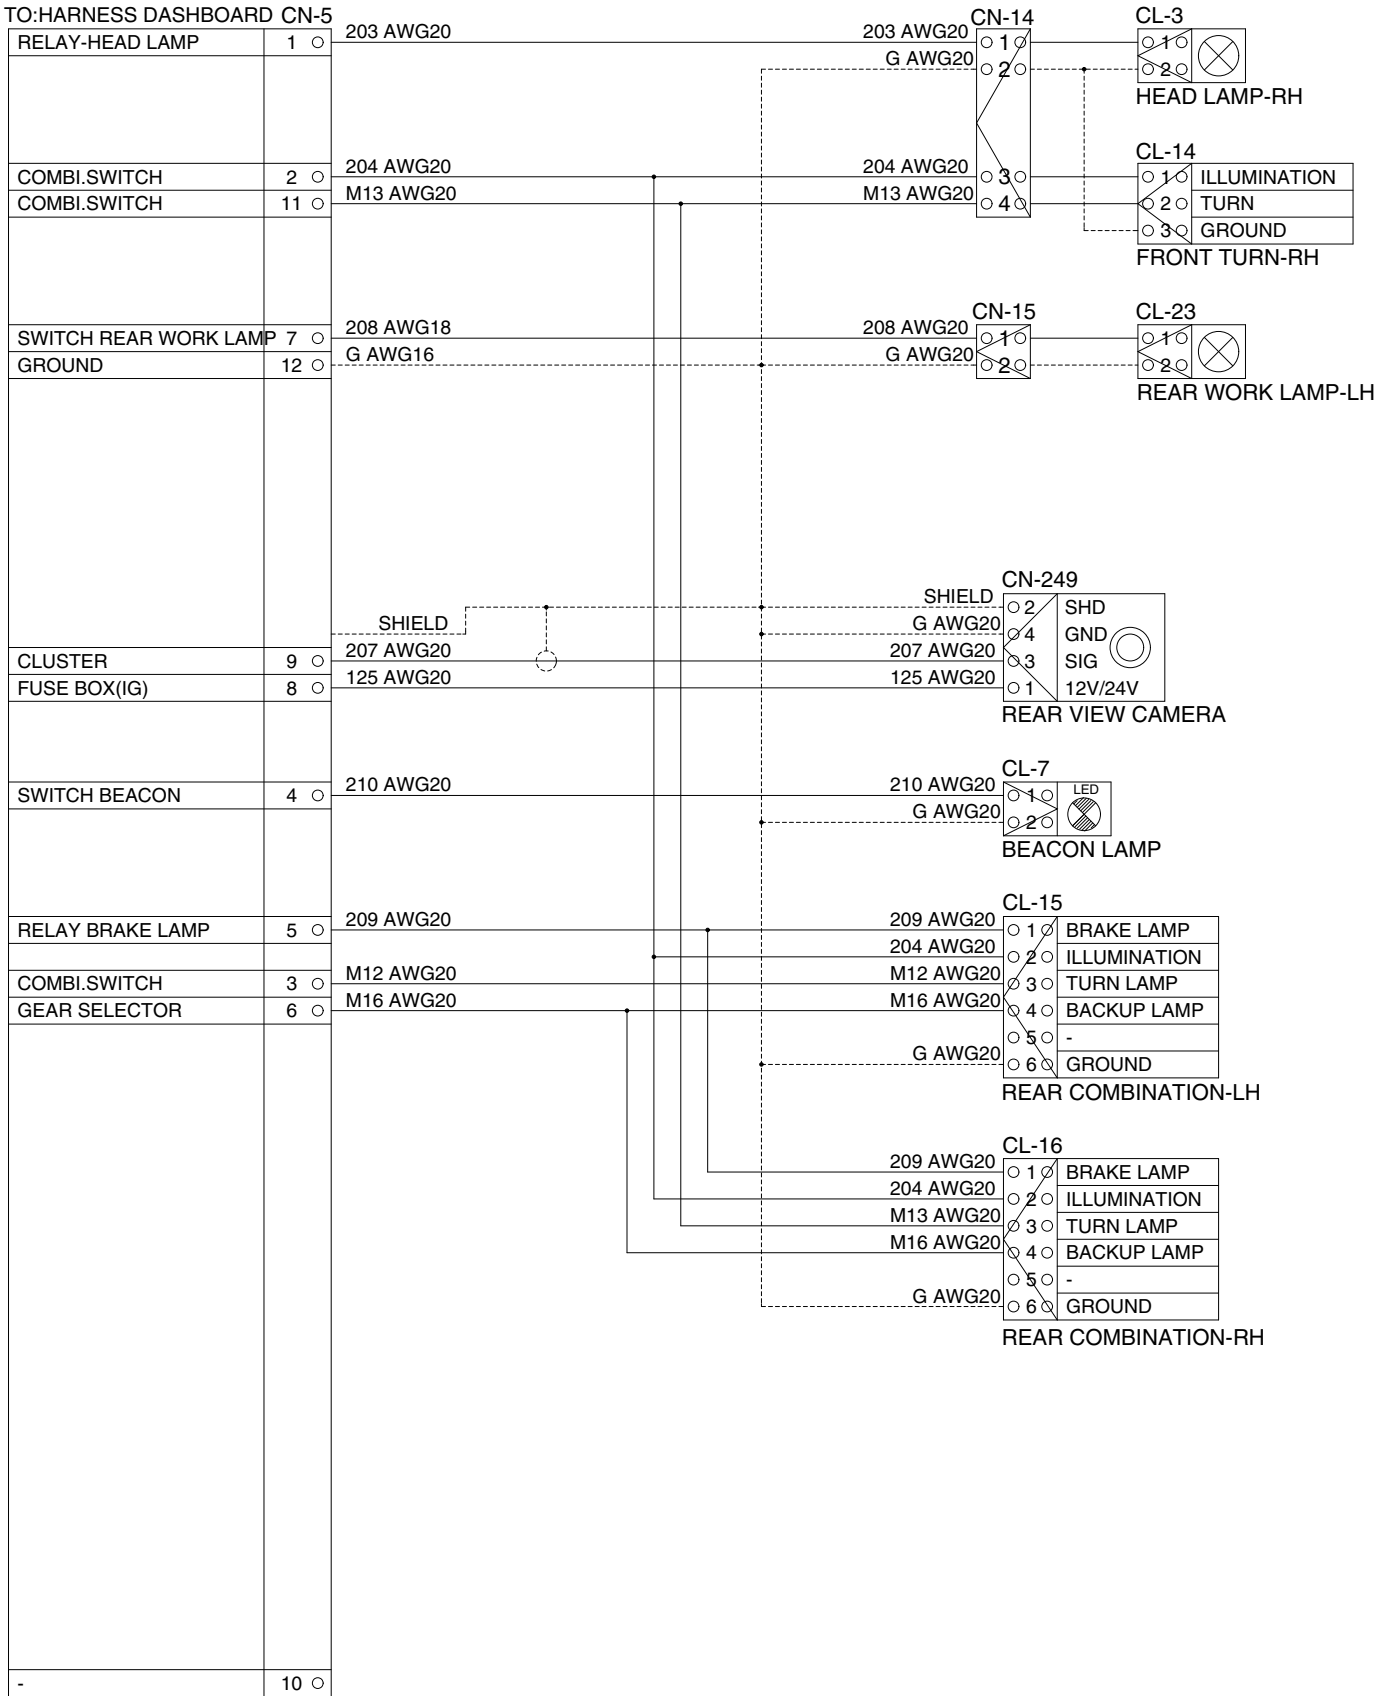 TO:HARNESS DASHBOARD CN-5 CN-14 CL-3
RELAY-HEAD LAMP 1 203 AWG20 203 AWG20 1 1
G AWG20 2 2
HEAD LAMP-RH
CL-14
COMBI.SWITCH 2 204 AWG20 204 AWG20 3 1 ILLUMINATION
COMBI.SWITCH 11 M13 AWG20 M13 AWG20 4 2 TURN
3 GROUND
FRONT TURN-RH
CN-15 CL-23
SWITCH REAR WORK LAMP 7 208 AWG18 208 AWG20 1 1
GROUND 12 G AWG16 G AWG20 2 2
REAR WORK LAMP-LH
CN-249
SHIELD 2 SHD
SHIELD G AWG20 4 GND
CLUSTER 9 207 AWG20 207 AWG20 3 SIG
FUSE BOX(IG) 8 125 AWG20 125 AWG20 1 12V/24V
REAR VIEW CAMERA
CL-7
SWITCH BEACON 4 210 AWG20 210 AWG20 1 LED
G AWG20 2
BEACON LAMP
CL-15
RELAY BRAKE LAMP 5 209 AWG20 209 AWG20 1 BRAKE LAMP
204 AWG20 2 ILLUMINATION
COMBI.SWITCH 3 M12 AWG20 M12 AWG20 3 TURN LAMP
GEAR SELECTOR 6 M16 AWG20 M16 AWG20 4 BACKUP LAMP
5 -
G AWG20 6 GROUND
REAR COMBINATION-LH
CL-16
209 AWG20 1 BRAKE LAMP
204 AWG20 2 ILLUMINATION
M13 AWG20 3 TURN LAMP
M16 AWG20 4 BACKUP LAMP
5 -
G AWG20 6 GROUND
REAR COMBINATION-RH
- 10